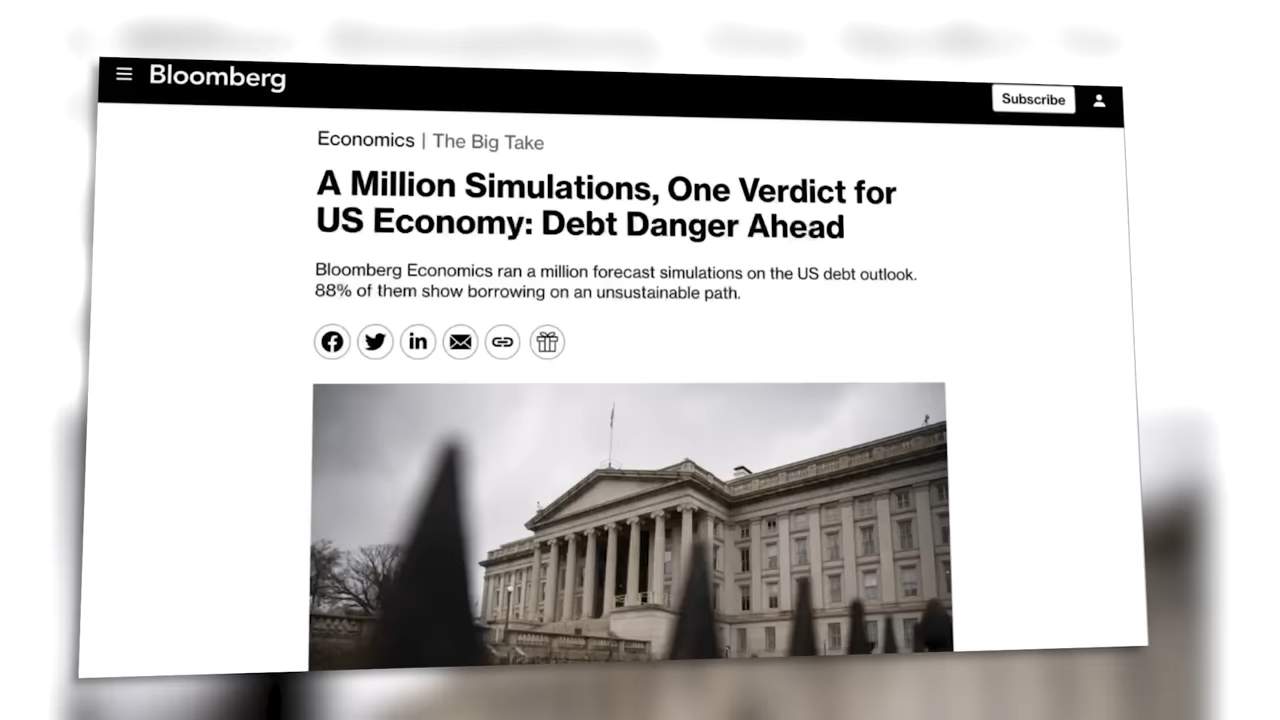 Bloomberg
Subscribe
Economics | The Big Take
A Million Simulations, One Verdict for
US Economy: Debt Danger Ahead
Bloomberg Economics ran a million forecast simulations on the US debt outlook.
88% of them show borrowing on an unsustainable path.
in